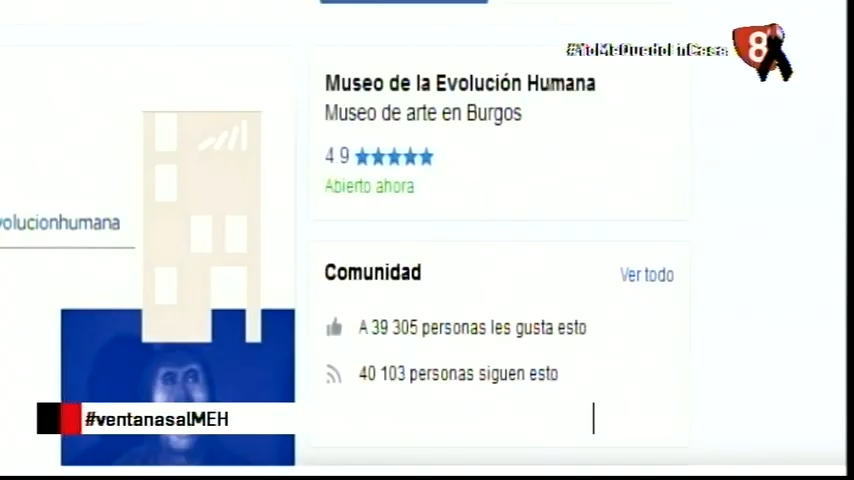 #YoMeQuedoEnCasa
8
Museo de la Evolución Humana
Museo de arte en Burgos
4.9
Abierto ahora
volucionhumana
Comunidad
Ver todo
A 39 305 personas les gusta esto
40 103 personas siguen esto
#ventanasalMEH